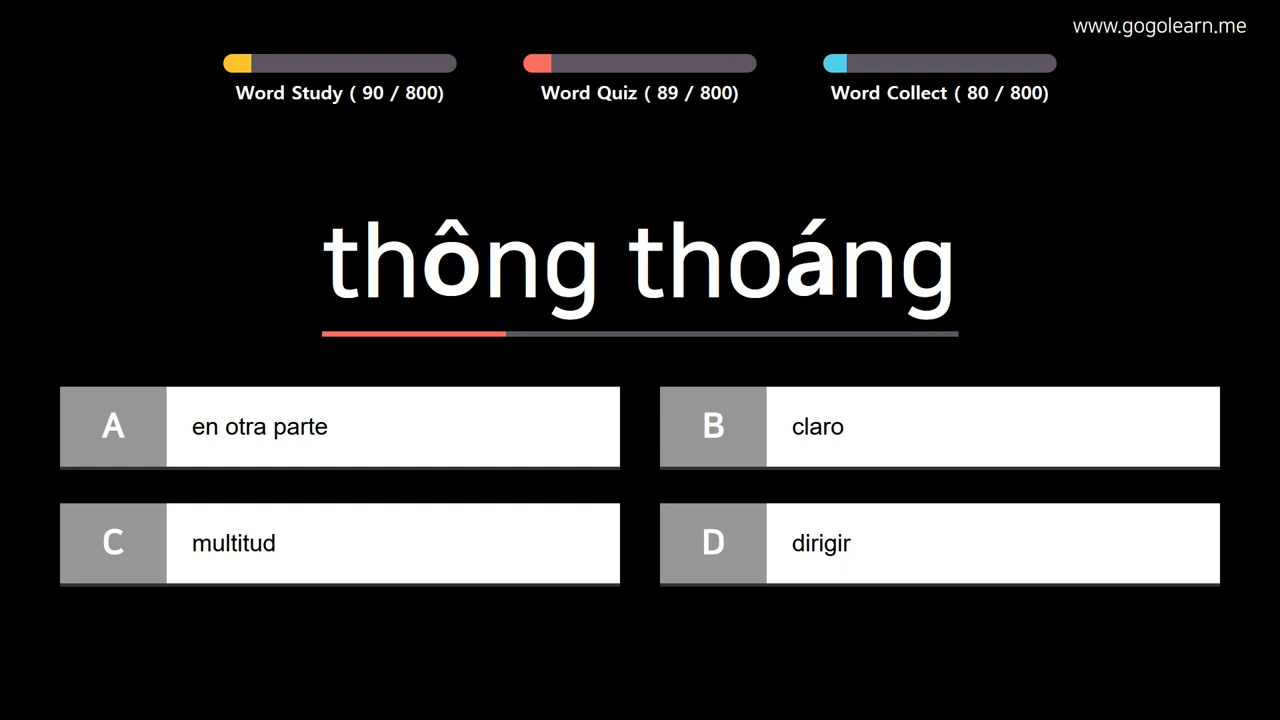 www.gogolearn.me
Word Study ( 90 / 800)
Word Quiz ( 89 / 800)
Word Collect ( 80 / 800)
thông thoáng
A en otra parte
B claro
C multitud
D dirigir